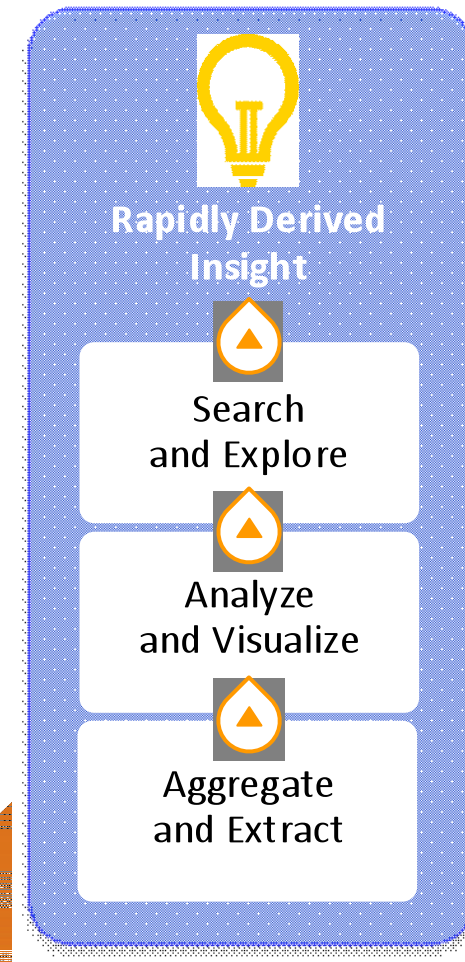 Rapidly Derived
Insight
Search
and Explore
Analyze
and Visualize
Aggregate
and Extract